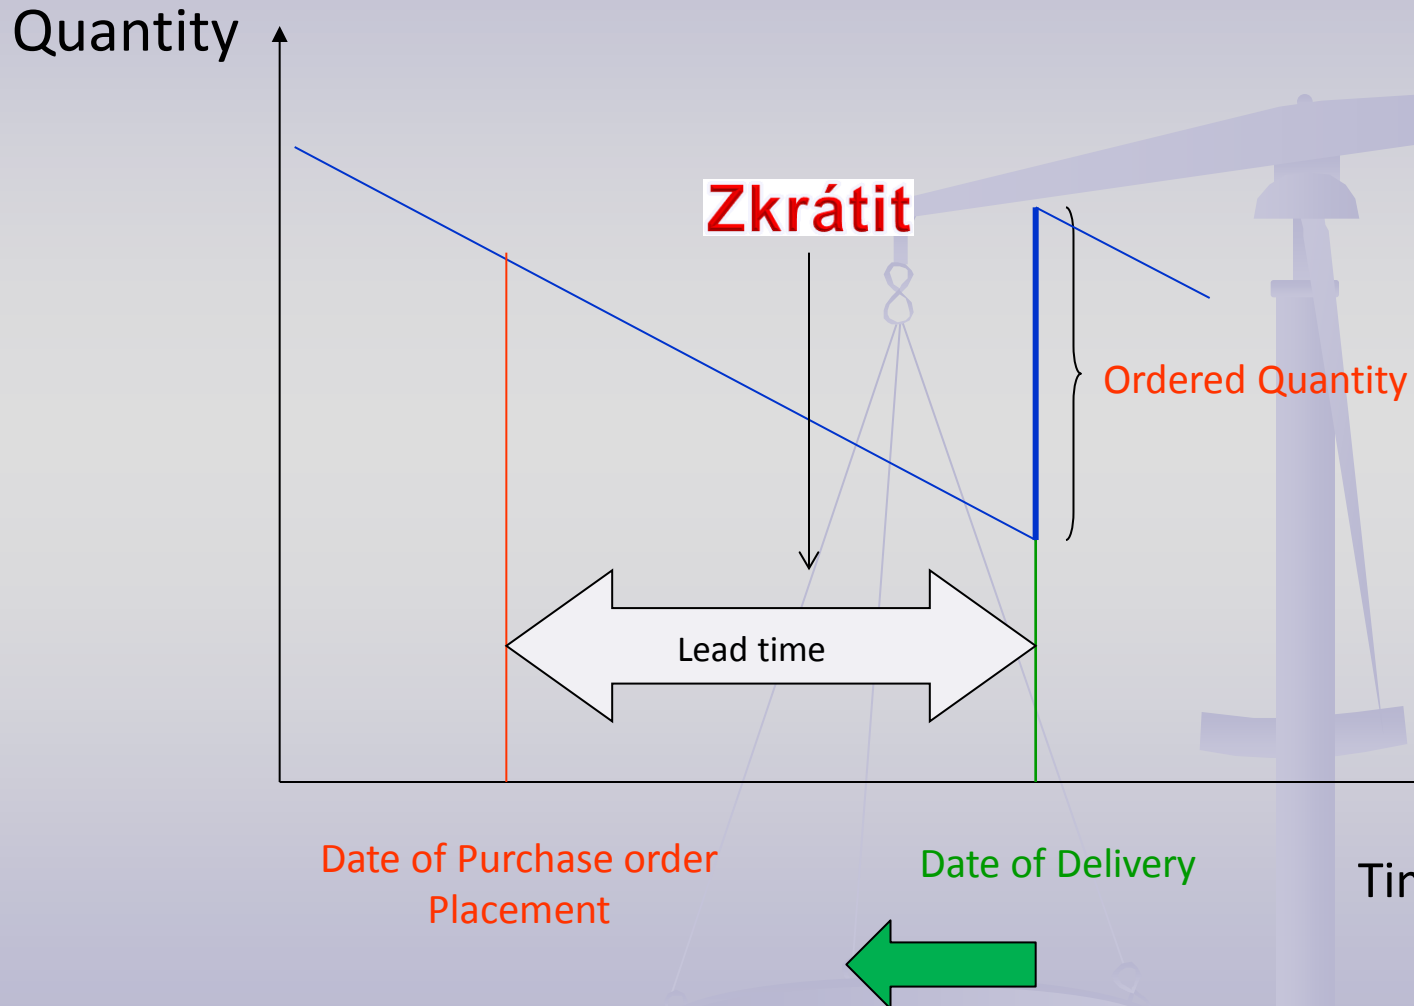 Quantity
Zkrátit
Ordered Quantity
Lead time
Date of Purchase order
Placement
Date of Delivery